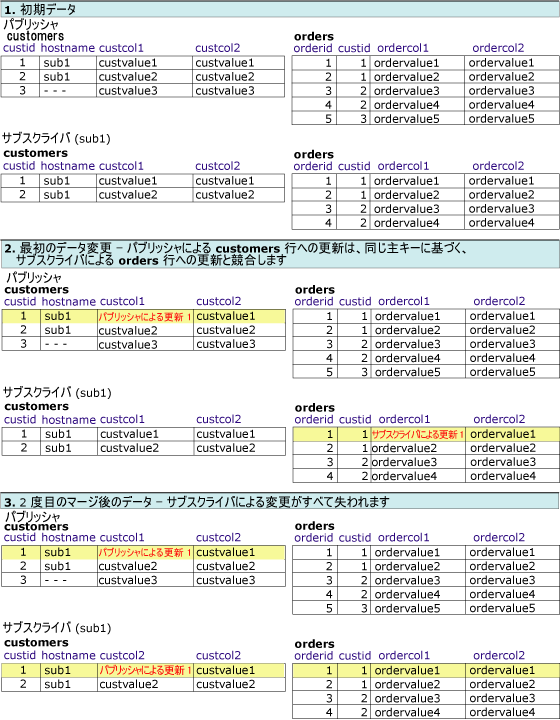 1. 初期データ
パブリッシャ
customers
custid hostname custcol1 custcol2
1 sub1 custvalue1 custvalue1
2 sub1 custvalue2 custvalue2
3 - - - custvalue3 custvalue3
orders
orderid custid ordercol1 ordercol2
1 1 ordervalue1 ordervalue1
2 1 ordervalue2 ordervalue2
3 2 ordervalue3 ordervalue3
4 2 ordervalue4 ordervalue4
5 3 ordervalue5 ordervalue5
サブスクライバ (sub1)
customers
custid hostname custcol1 custcol2
1 sub1 custvalue1 custvalue1
2 sub1 custvalue2 custvalue2
orders
orderid custid ordercol1 ordercol2
1 1 ordervalue1 ordervalue1
2 1 ordervalue2 ordervalue2
3 2 ordervalue3 ordervalue3
4 2 ordervalue4 ordervalue4
2. 最初のデータ変更 – パブリッシャによる customers 行への更新は、同じ主キーに基づく、
サブスクライバによる orders 行への更新と競合します
パブリッシャ
customers
custid hostname custcol1 custcol2
1 sub1 パブリッシャによる更新 1 custvalue1
2 sub1 custvalue2 custvalue2
3 - - - custvalue3 custvalue3
orders
orderid custid ordercol1 ordercol2
1 1 ordervalue1 ordervalue1
2 1 ordervalue2 ordervalue2
3 2 ordervalue3 ordervalue3
4 2 ordervalue4 ordervalue4
5 3 ordervalue5 ordervalue5
サブスクライバ (sub1)
customers
custid hostname custcol1 custcol2
1 sub1 custvalue1 custvalue1
2 sub1 custvalue2 custvalue2
orders
orderid custid ordercol1 ordercol2
1 1 サブスクライバによる更新 1 ordervalue1
2 1 ordervalue2 ordervalue2
3 2 ordervalue3 ordervalue3
4 2 ordervalue4 ordervalue4
3. 2 度目のマージ後のデータ – サブスクライバによる変更がすべて失われます
パブリッシャ
customers
custid hostname custcol1 custcol2
1 sub1 パブリッシャによる更新 1 custvalue1
2 sub1 custvalue2 custvalue2
3 - - - custvalue3 custvalue3
orders
orderid custid ordercol1 ordercol2
1 1 ordervalue1 ordervalue1
2 1 ordervalue2 ordervalue2
3 2 ordervalue3 ordervalue3
4 2 ordervalue4 ordervalue4
5 3 ordervalue5 ordervalue5
サブスクライバ (sub1)
customers
custid hostname custcol1 custcol2
1 sub1 パブリッシャによる更新 1 custvalue1
2 sub1 custvalue2 custvalue2
orders
orderid custid ordercol1 ordercol2
1 1 ordervalue1 ordervalue1
2 1 ordervalue2 ordervalue2
3 2 ordervalue3 ordervalue3
4 2 ordervalue4 ordervalue4